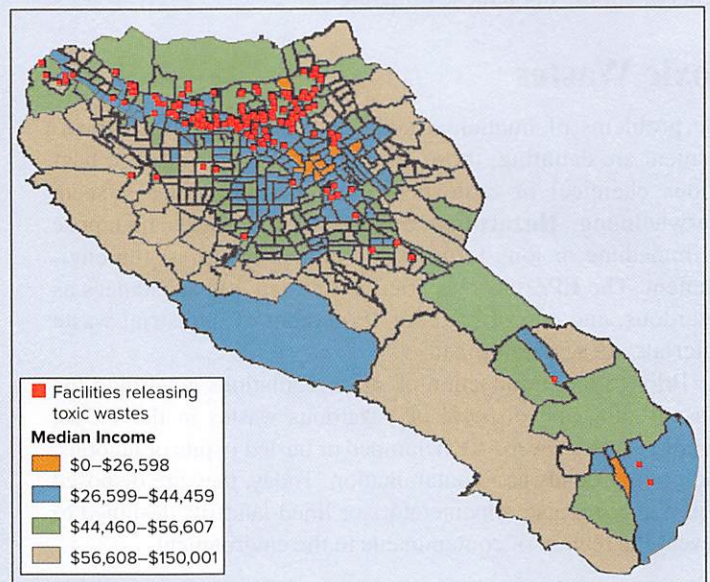 Facilities releasing
toxic wastes
Median Income
$0–$26,598
$26,599–$44,459
$44,460–$56,607
$56,608–$150,001